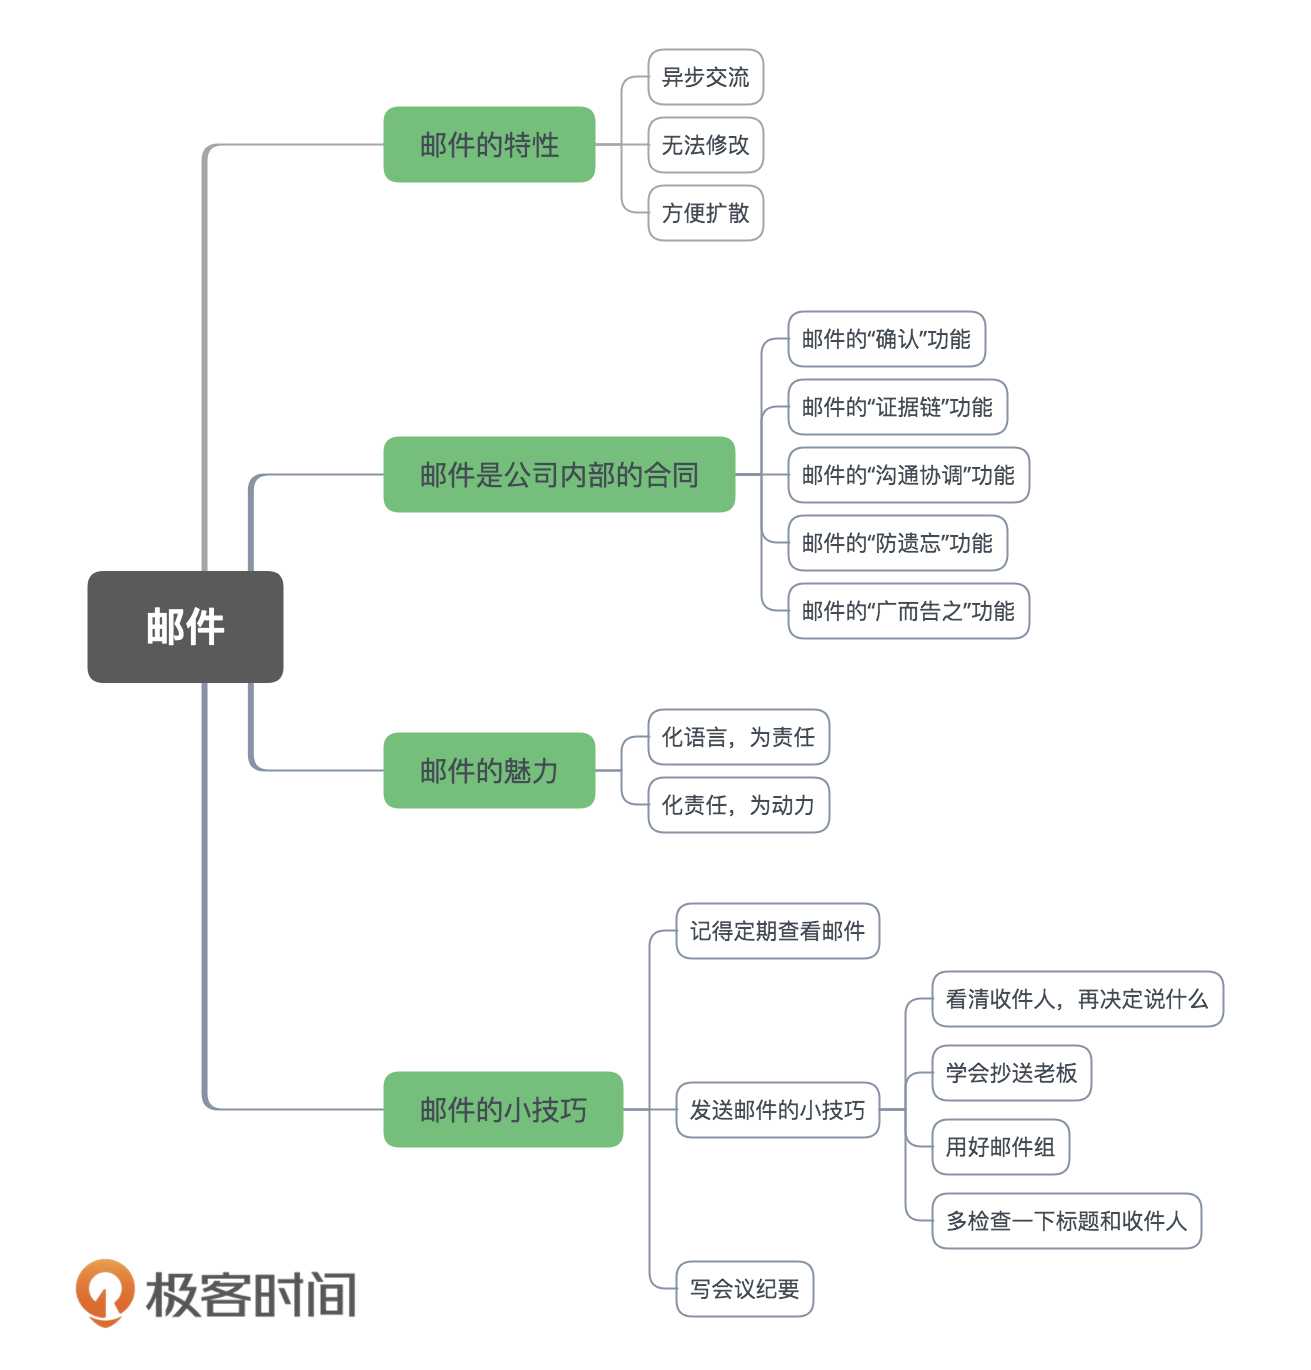 邮件
邮件的特性
异步交流
无法修改
方便扩散
邮件是公司内部的合同
邮件的“确认”功能
邮件的“证据链”功能
邮件的“沟通协调”功能
邮件的“防遗忘”功能
邮件的“广而告之”功能
邮件的魅力
化语言，为责任
化责任，为动力
邮件的小技巧
记得定期查看邮件
发送邮件的小技巧
看清收件人，再决定说什么
学会抄送老板
用好邮件组
多检查一下标题和收件人
写会议纪要
极客时间